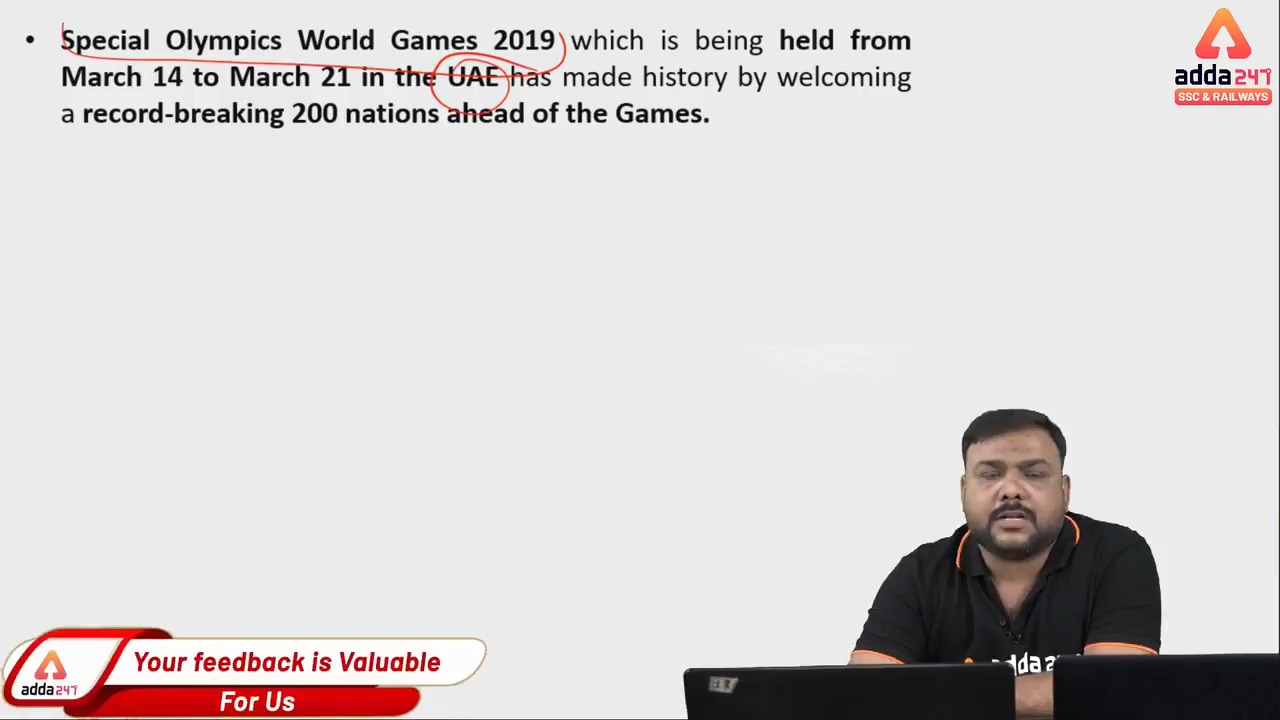 • Special Olympics World Games 2019 which is being held from
March 14 to March 21 in the UAE has made history by welcoming
a record-breaking 200 nations ahead of the Games.
adda247
SSC & RAILWAYS
adda247
Your feedback is Valuable
For Us